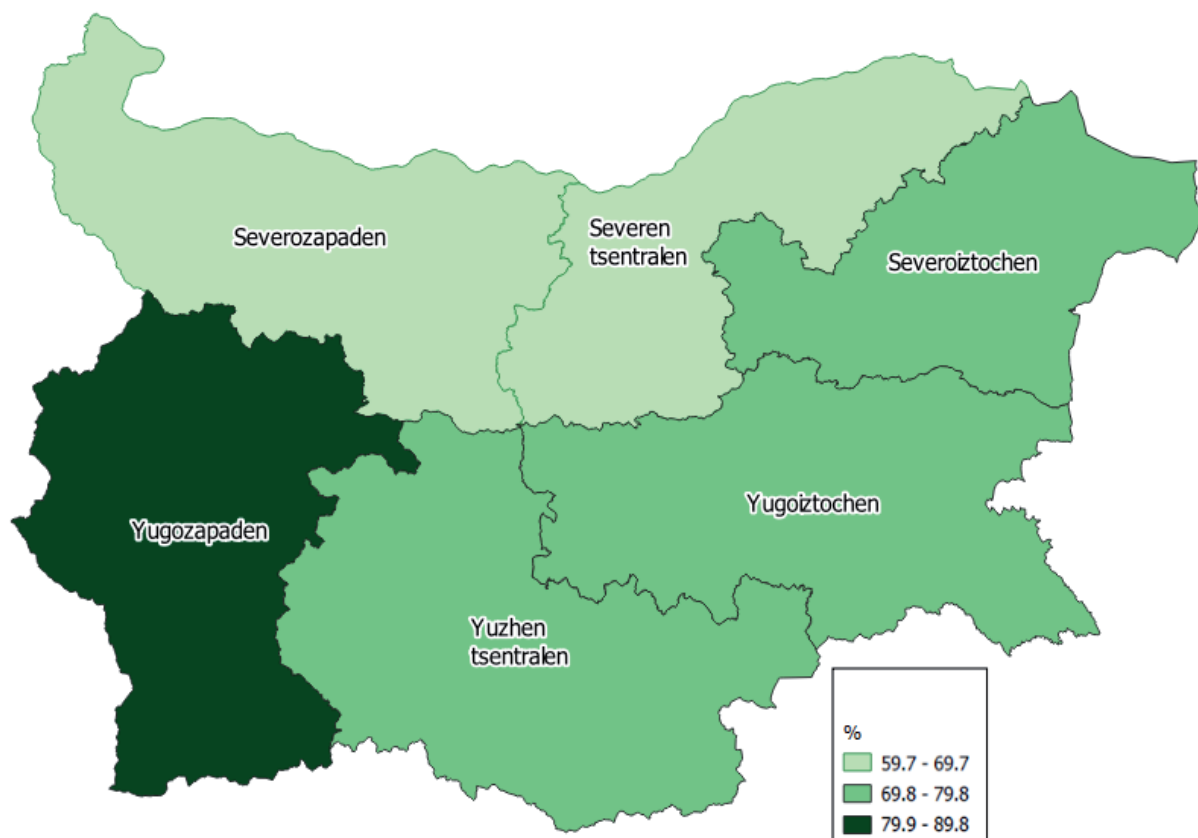 Severozapaden
Severen
tsentralen
Severoiztochen
Yugozapaden
Yugoiztochen
Yuzhen
tsentralen
%
59.7 - 69.7
69.8 - 79.8
79.9 - 89.8